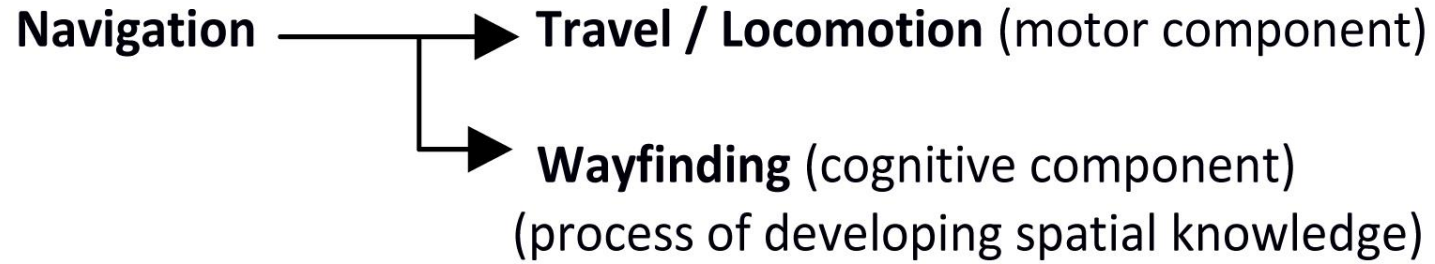 Navigation Travel / Locomotion (motor component)
Wayfinding (cognitive component)
(process of developing spatial knowledge)